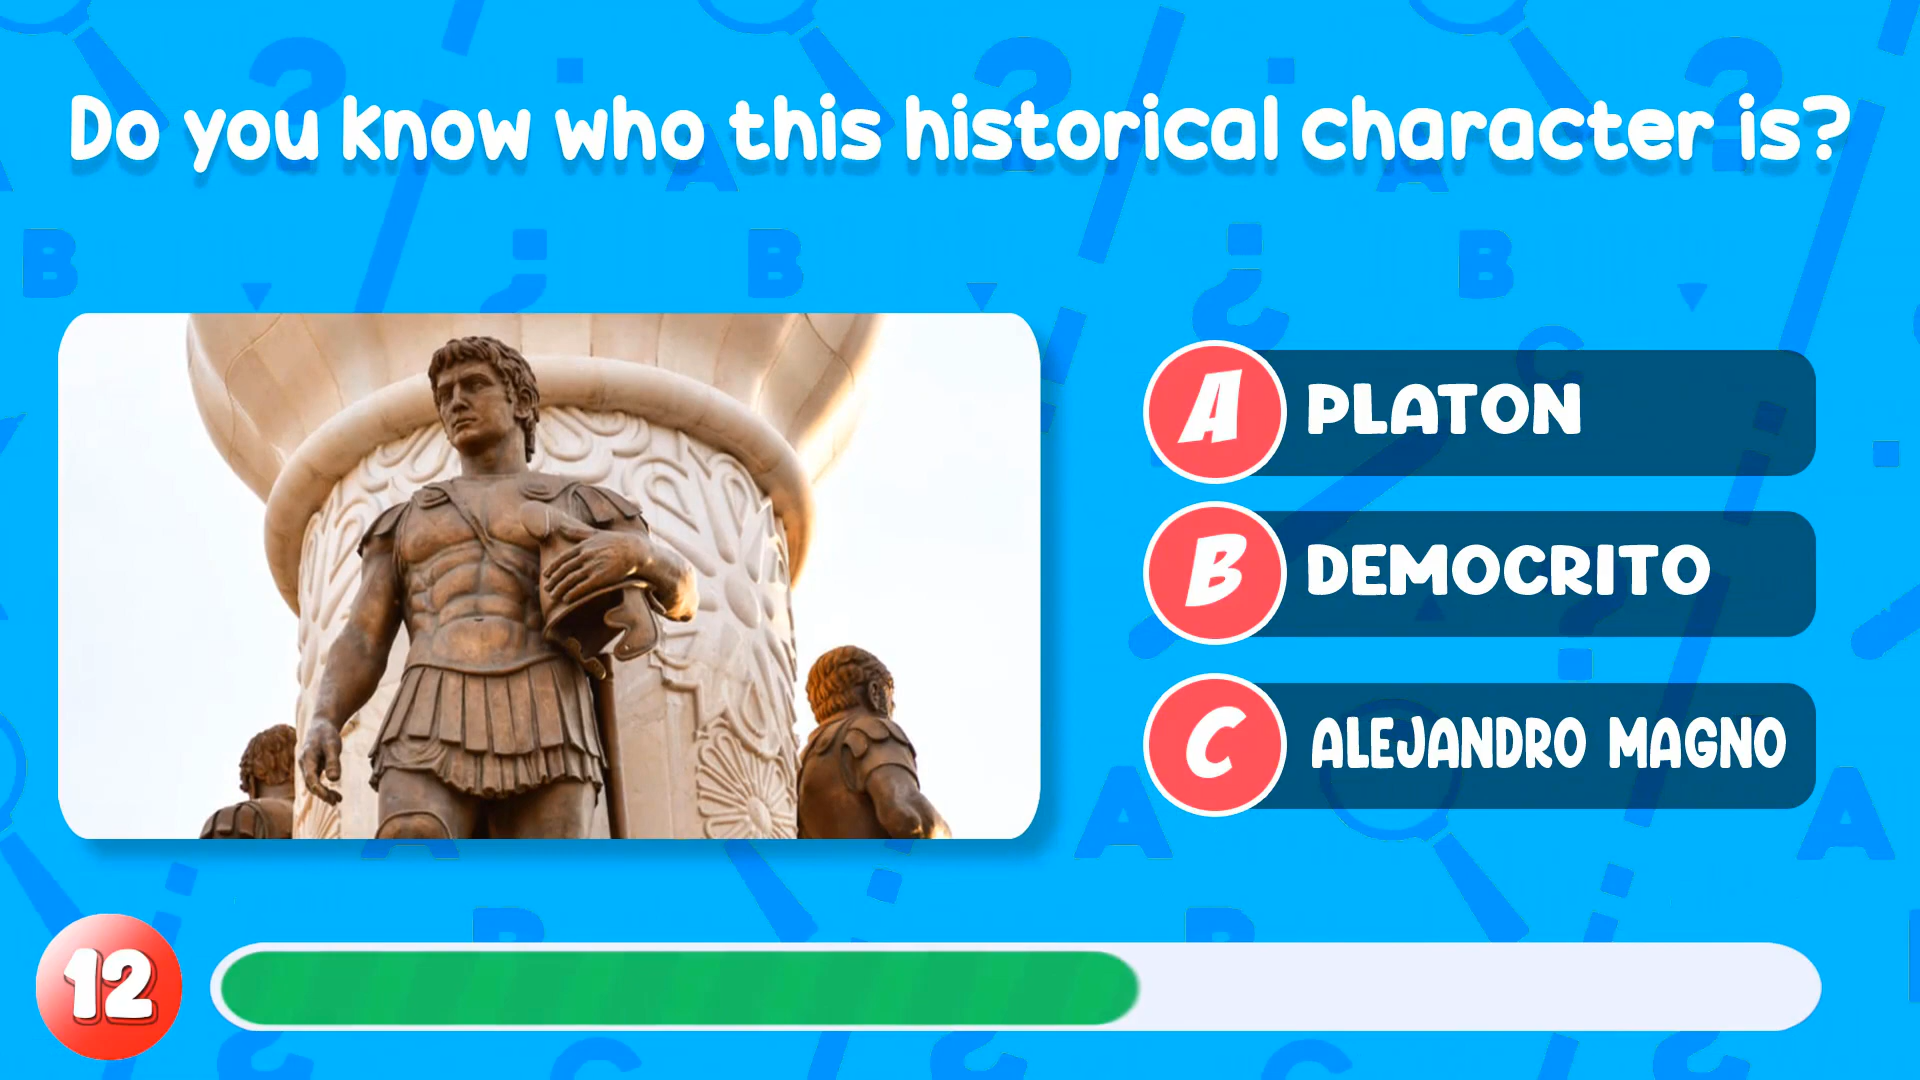 Do you know who this historical character is?
A PLATON
B DEMOCRITO
C ALEJANDRO MAGNO
12